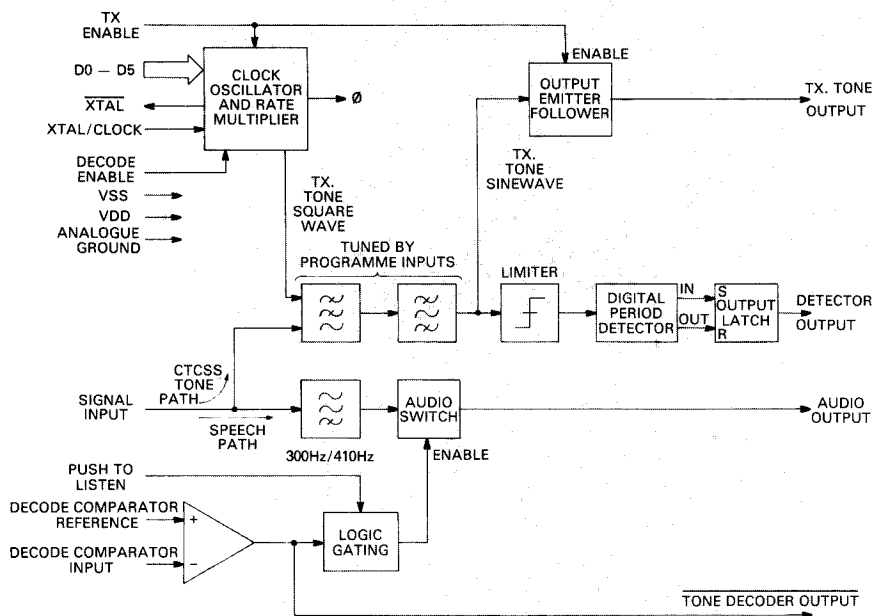 TX
ENABLE
ENABLE
D0 – D5
CLOCK
OSCILLATOR
AND RATE
MULTIPLIER
XTAL
XTAL/CLOCK
Ø
OUTPUT
EMITTER
FOLLOWER
TX. TONE
OUTPUT
DECODE
ENABLE
VSS
VDD
ANALOGUE
GROUND
TX.
TONE
SQUARE
WAVE
TX.
TONE
SINEWAVE
TUNED BY
PROGRAMME INPUTS
LIMITER
DIGITAL
PERIOD
DETECTOR
IN
OUT
S
OUTPUT
LATCH
R
DETECTOR
OUTPUT
CTCSS
TONE
PATH
SIGNAL
INPUT
SPEECH
PATH
300Hz/410Hz
AUDIO
SWITCH
ENABLE
AUDIO
OUTPUT
PUSH TO
LISTEN
DECODE COMPARATOR
REFERENCE
+
DECODE COMPARATOR
INPUT
−
LOGIC
GATING
TONE DECODER OUTPUT